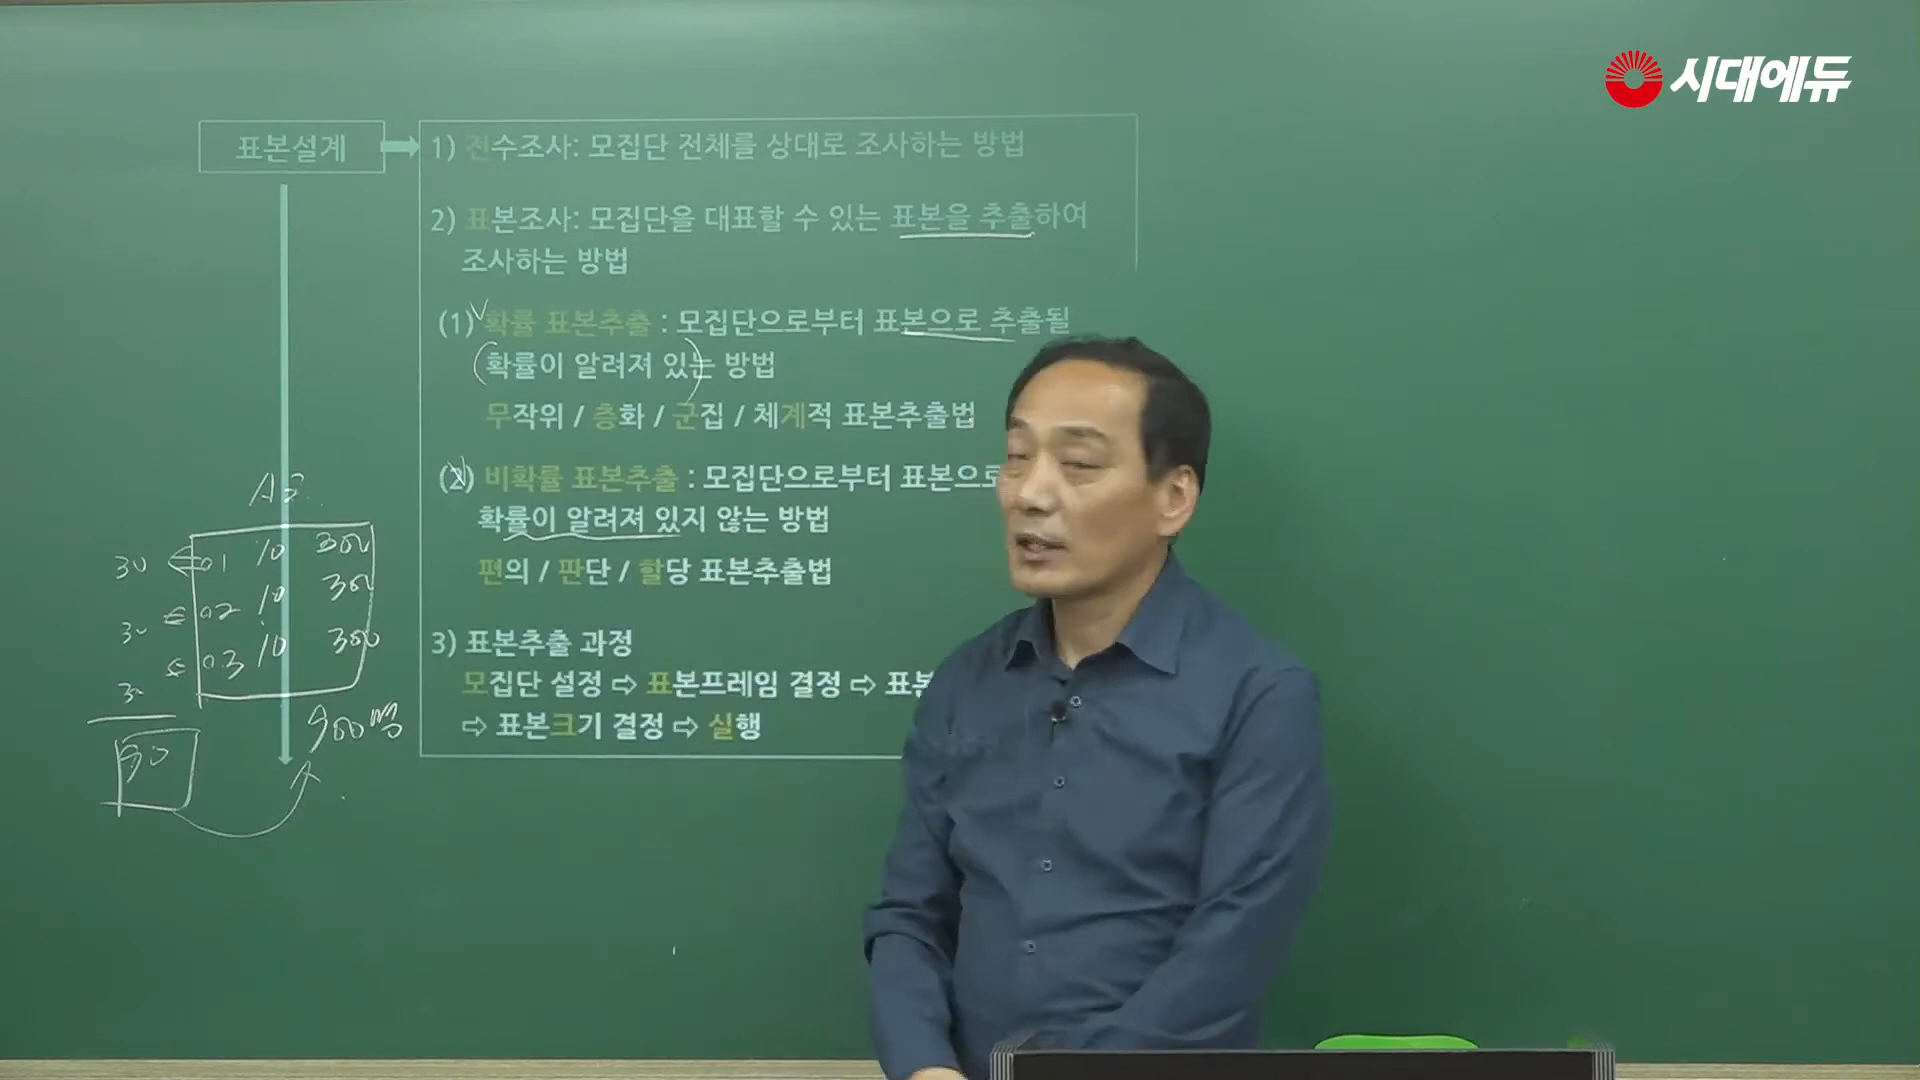 시대에듀
표본설계
1) 전수조사: 모집단 전체를 상대로 조사하는 방법
2) 표본조사: 모집단을 대표할 수 있는 표본을 추출하여
조사하는 방법
(1) 확률 표본추출 : 모집단으로부터 표본으로 추출될
확률이 알려져 있는 방법
무작위 / 층화 / 군집 / 체계적 표본추출법
(2) 비확률 표본추출 : 모집단으로부터 표본으로
확률이 알려져 있지 않는 방법
편의 / 판단 / 할당 표본추출법
3) 표본추출 과정
모집단 설정 ⇨ 표본프레임 결정 ⇨ 표본
⇨ 표본크기 결정 ⇨ 실행
30 01 10 300
30 02 10 300
03 10 300
900명
90